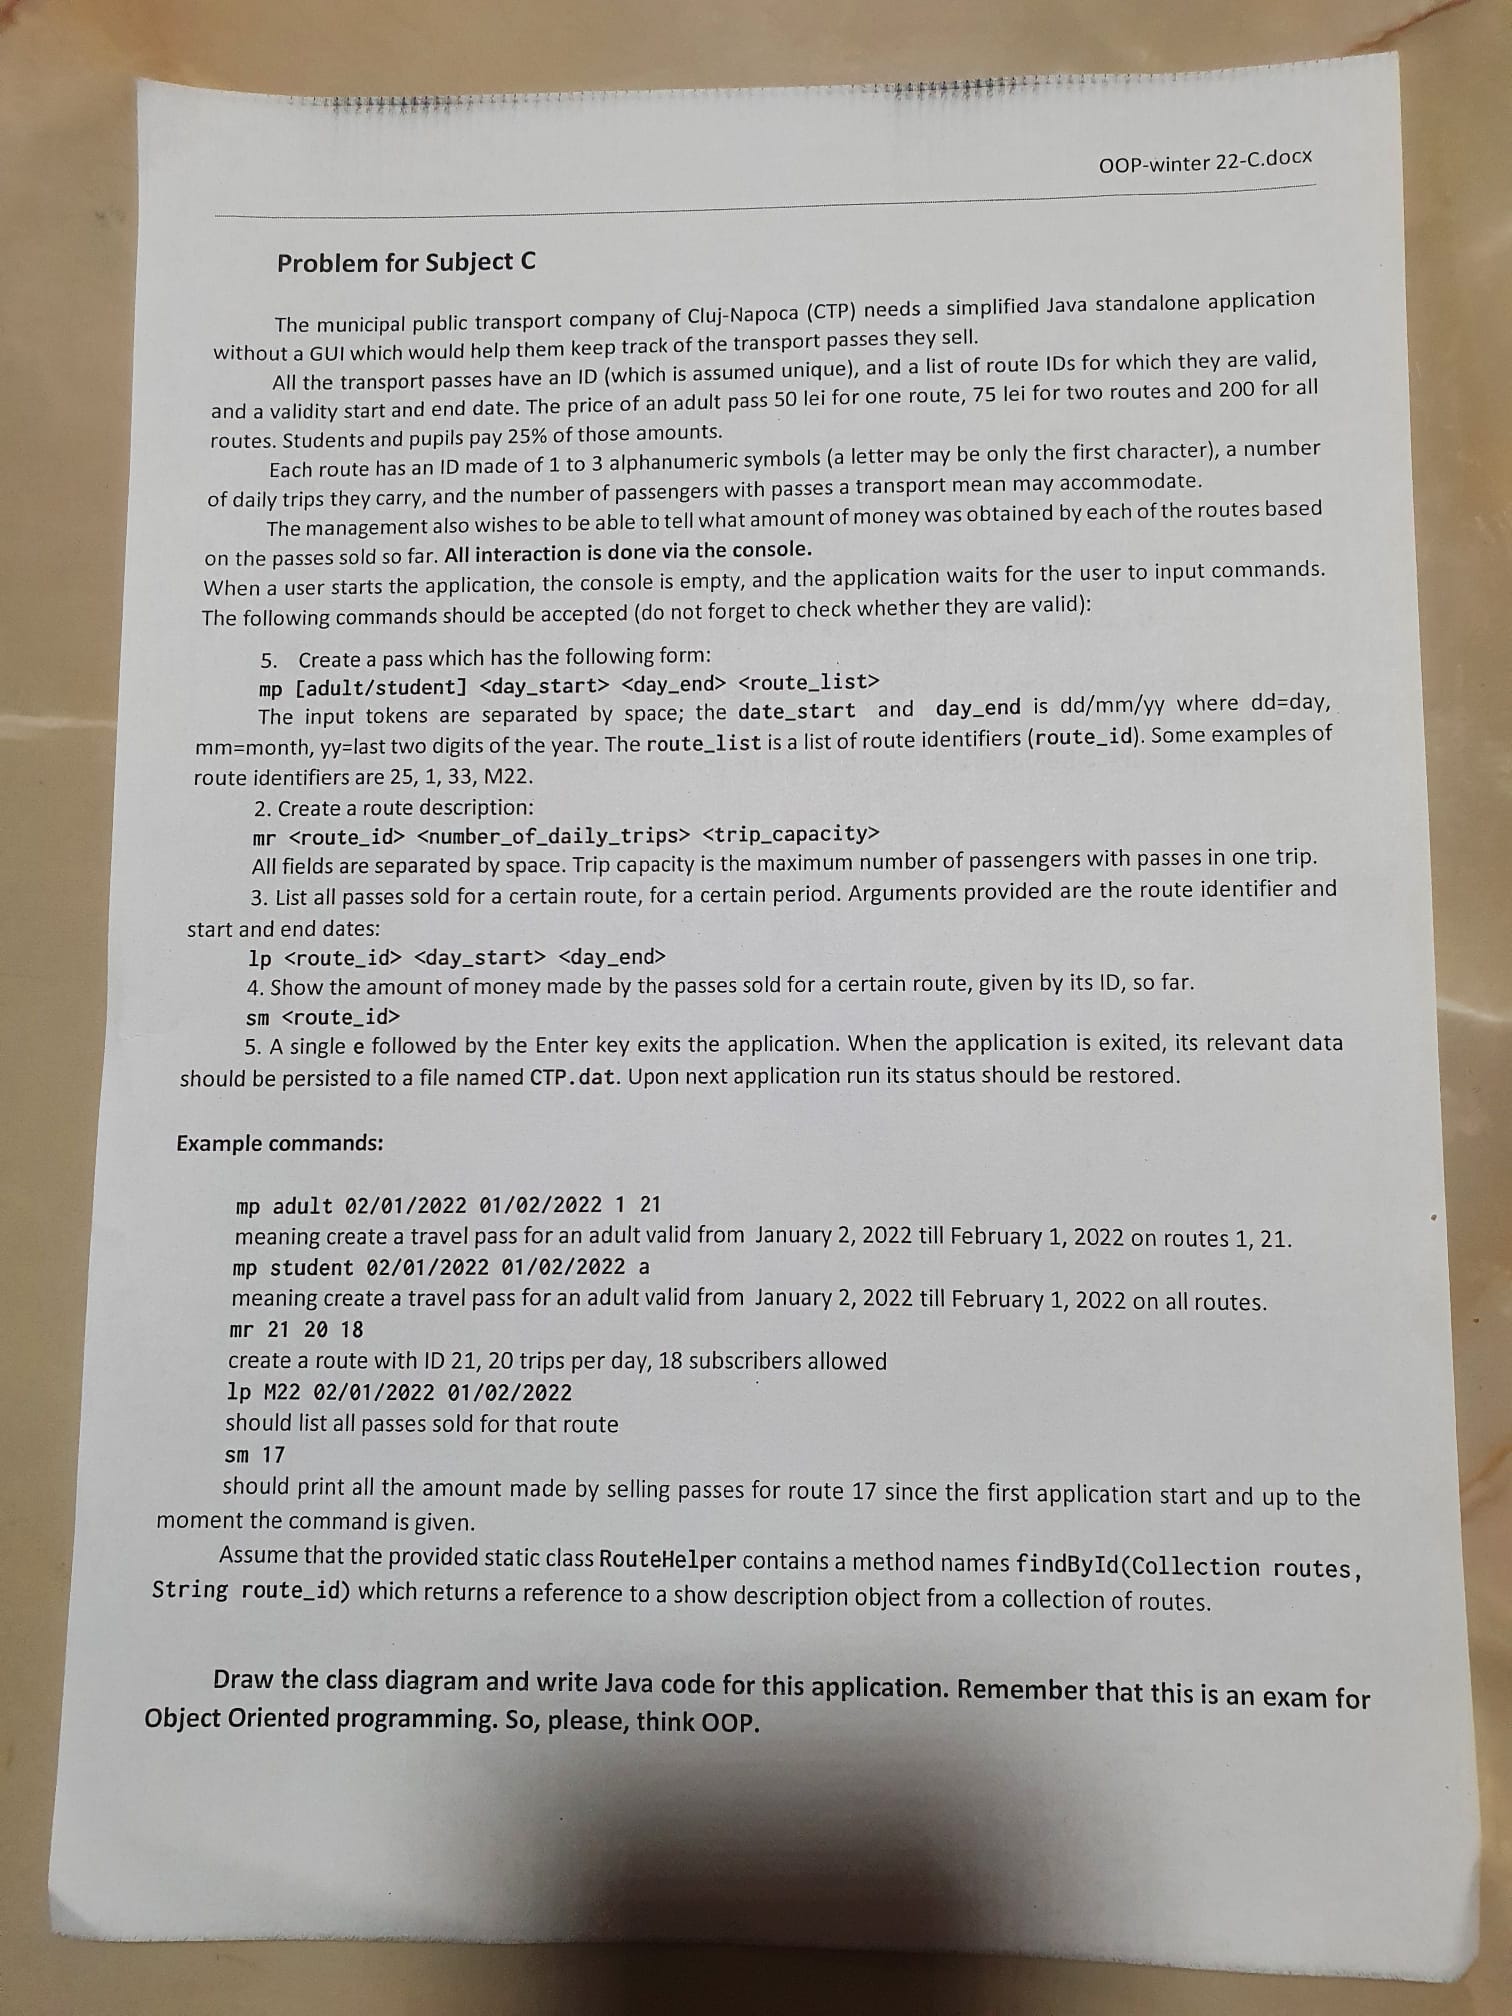 OOP-winter 22-C.docx
Problem for Subject C
The municipal public transport company of Cluj-Napoca (CTP) needs a simplified Java standalone application
without a GUI which would help them keep track of the transport passes they sell.
All the transport passes have an ID (which is assumed unique), and a list of route IDs for which they are valid,
and a validity start and end date. The price of an adult pass 50 lei for one route, 75 lei for two routes and 200 for all
routes. Students and pupils pay 25% of those amounts.
Each route has an ID made of 1 to 3 alphanumeric symbols (a letter may be only the first character), a number
of daily trips they carry, and the number of passengers with passes a transport mean may accommodate.
The management also wishes to be able to tell what amount of money was obtained by each of the routes based
on the passes sold so far. All interaction is done via the console.
When a user starts the application, the console is empty, and the application waits for the user to input commands.
The following commands should be accepted (do not forget to check whether they are valid):
5. Create a pass which has the following form:
mp [adult/student] <day_start> <day_end> <route_list>
The input tokens are separated by space; the date_start and day_end is dd/mm/yy where dd=day,
mm=month, yy=last two digits of the year. The route_list is a list of route identifiers (route_id). Some examples of
route identifiers are 25, 1, 33, M22.
2. Create a route description:
mr <route_id> <number_of_daily_trips> <trip_capacity>
All fields are separated by space. Trip capacity is the maximum number of passengers with passes in one trip.
3. List all passes sold for a certain route, for a certain period. Arguments provided are the route identifier and
start and end dates:
lp <route_id> <day_start> <day_end>
4. Show the amount of money made by the passes sold for a certain route, given by its ID, so far.
sm <route_id>
5. A single e followed by the Enter key exits the application. When the application is exited, its relevant data
should be persisted to a file named CTP.dat. Upon next application run its status should be restored.
Example commands:
mp adult 02/01/2022 01/02/2022 1 21
meaning create a travel pass for an adult valid from January 2, 2022 till February 1, 2022 on routes 1, 21.
mp student 02/01/2022 01/02/2022 a
meaning create a travel pass for an adult valid from January 2, 2022 till February 1, 2022 on all routes.
mr 21 20 18
create a route with ID 21, 20 trips per day, 18 subscribers allowed
lp M22 02/01/2022 01/02/2022
should list all passes sold for that route
sm 17
should print all the amount made by selling passes for route 17 since the first application start and up to the
moment the command is given.
Assume that the provided static class RouteHelper contains a method names findById(Collection routes,
String route_id) which returns a reference to a show description object from a collection of routes.
Draw the class diagram and write Java code for this application. Remember that this is an exam for
Object Oriented programming. So, please, think OOP.